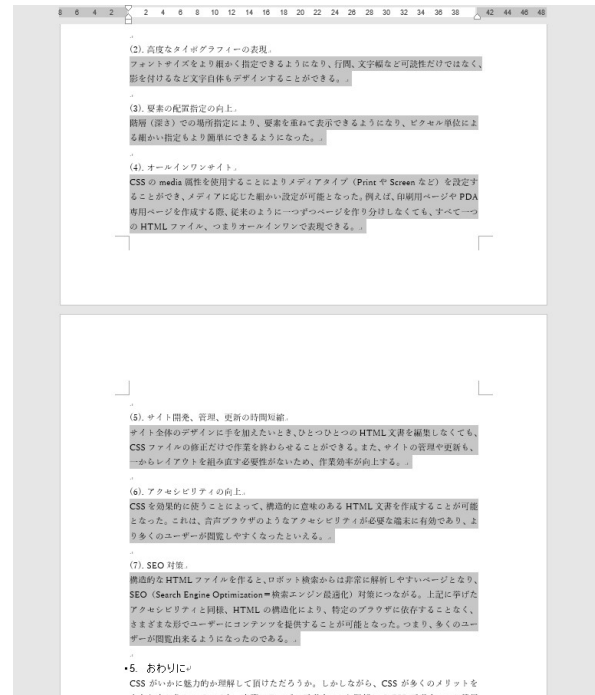 8 6 4 2 2 4 6 8 10 12 14 16 18 20 22 24 26 28 30 32 34 36 38 42 44 46 48
(2). 高度なタイポグラフィーの表現
フォントサイズをより細かく指定できるようになり、行間、文字幅など可読性だけではなく、
影を付けるなど文字自体もデザインすることができる。
(3). 要素の配置指定の向上
階層（深さ）での場所指定により、要素を重ねて表示できるようになり、ピクセル単位によ
る細かい指定もより簡単にできるようになった。
(4). オールインワンサイト
CSS の media 属性を使用することによりメディアタイプ（Print や Screen など）を設定す
ることができ、メディアに応じた細かい設定が可能となった。例えば、印刷用ページや PDA
専用ページを作成する際、従来のように一つずつページを作り分けしなくても、すべて一つ
の HTML ファイル、つまりオールインワンで表現できる。
(5). サイト開発、管理、更新の時間短縮
サイト全体のデザインに手を加えたいとき、ひとつひとつの HTML 文書を編集しなくても、
CSS ファイルの修正だけで作業を終わらせることができる。また、サイトの管理や更新も、
一からレイアウトを組み直す必要性がないため、作業効率が向上する。
(6). アクセシビリティの向上
CSS を効果的に使うことによって、構造的に意味のある HTML 文書を作成することが可能
となった。これは、音声ブラウザのようなアクセシビリティが必要な端末に有効であり、よ
り多くのユーザーが閲覧しやすくなったといえる。
(7). SEO 対策
構造的な HTML ファイルを作ると、ロボット検索からは非常に解析しやすいページとなり、
SEO（Search Engine Optimization＝検索エンジン最適化）対策につながる。上記に挙げた
アクセシビリティと同様、HTML の構造化により、特定のブラウザに依存することなく、
さまざまな形でユーザーにコンテンツを提供することが可能となった。つまり、多くのユー
ザーが閲覧出来るようになったのである。
5. おわりに
CSS がいかに魅力的か理解して頂けただろうか。しかしながら、CSS が多くのメリットを